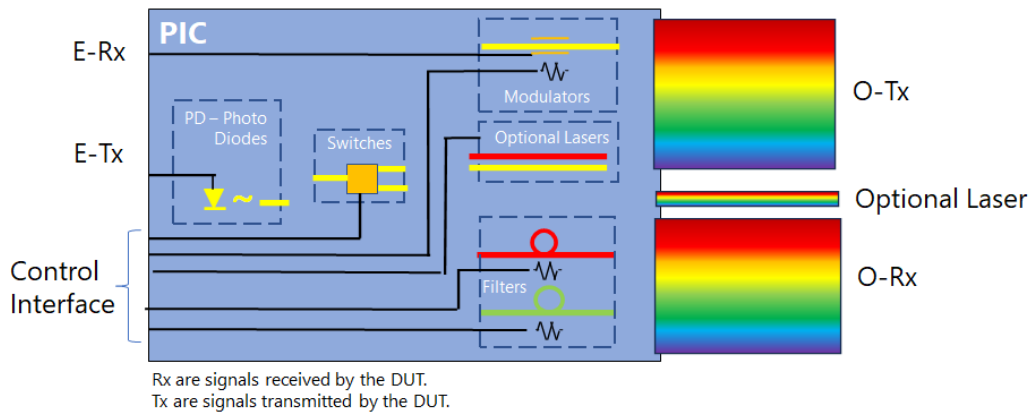 PIC
E-Rx
O-Tx
Modulators
PD – Photo
Diodes
Switches
Optional Lasers
E-Tx
Optional Laser
Control
Interface
Filters
O-Rx
Rx are signals received by the DUT.
Tx are signals transmitted by the DUT.